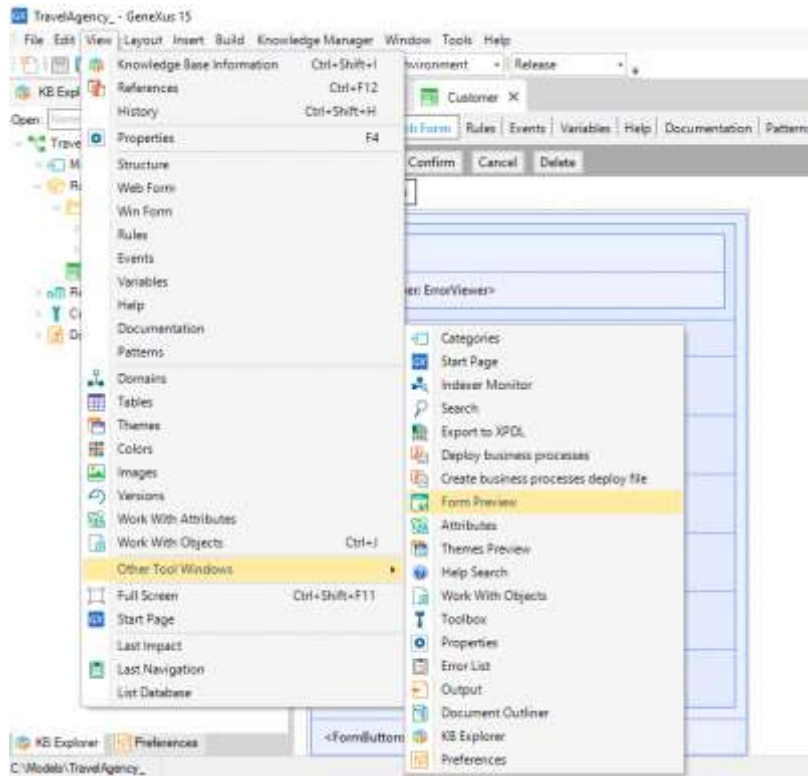 TravelAgency_ - GeneXus 15
File Edit View Layout Insert Build Knowledge Manager Window Tools Help
Release
KB Expl
Open:
Customer
Rules Events Variables Help Documentation Patterns
Confirm Cancel Delete
Knowledge Base Information Ctrl+Shift+I
References Ctrl+F12
History Ctrl+Shift+H
Properties F4
Structure
Web Form
Win Form
Rules
Events
Variables
Help
Documentation
Patterns
Domains
Tables
Themes
Colors
Images
Versions
Work With Attributes
Work With Objects Ctrl+J
Other Tool Windows
Full Screen Ctrl+Shift+F11
Start Page
Last Impact
Last Navigation
List Database
er: ErrorViewer>
Categories
Start Page
Indexer Monitor
Search
Export to XPDL
Deploy business processes
Create business processes deploy file
Form Preview
Attributes
Themes Preview
Help Search
Work With Objects
Toolbox
Properties
Error List
Output
Document Outliner
KB Explorer
Preferences
<FormButtons
KB Explorer Preferences
C:\Models\TravelAgency_